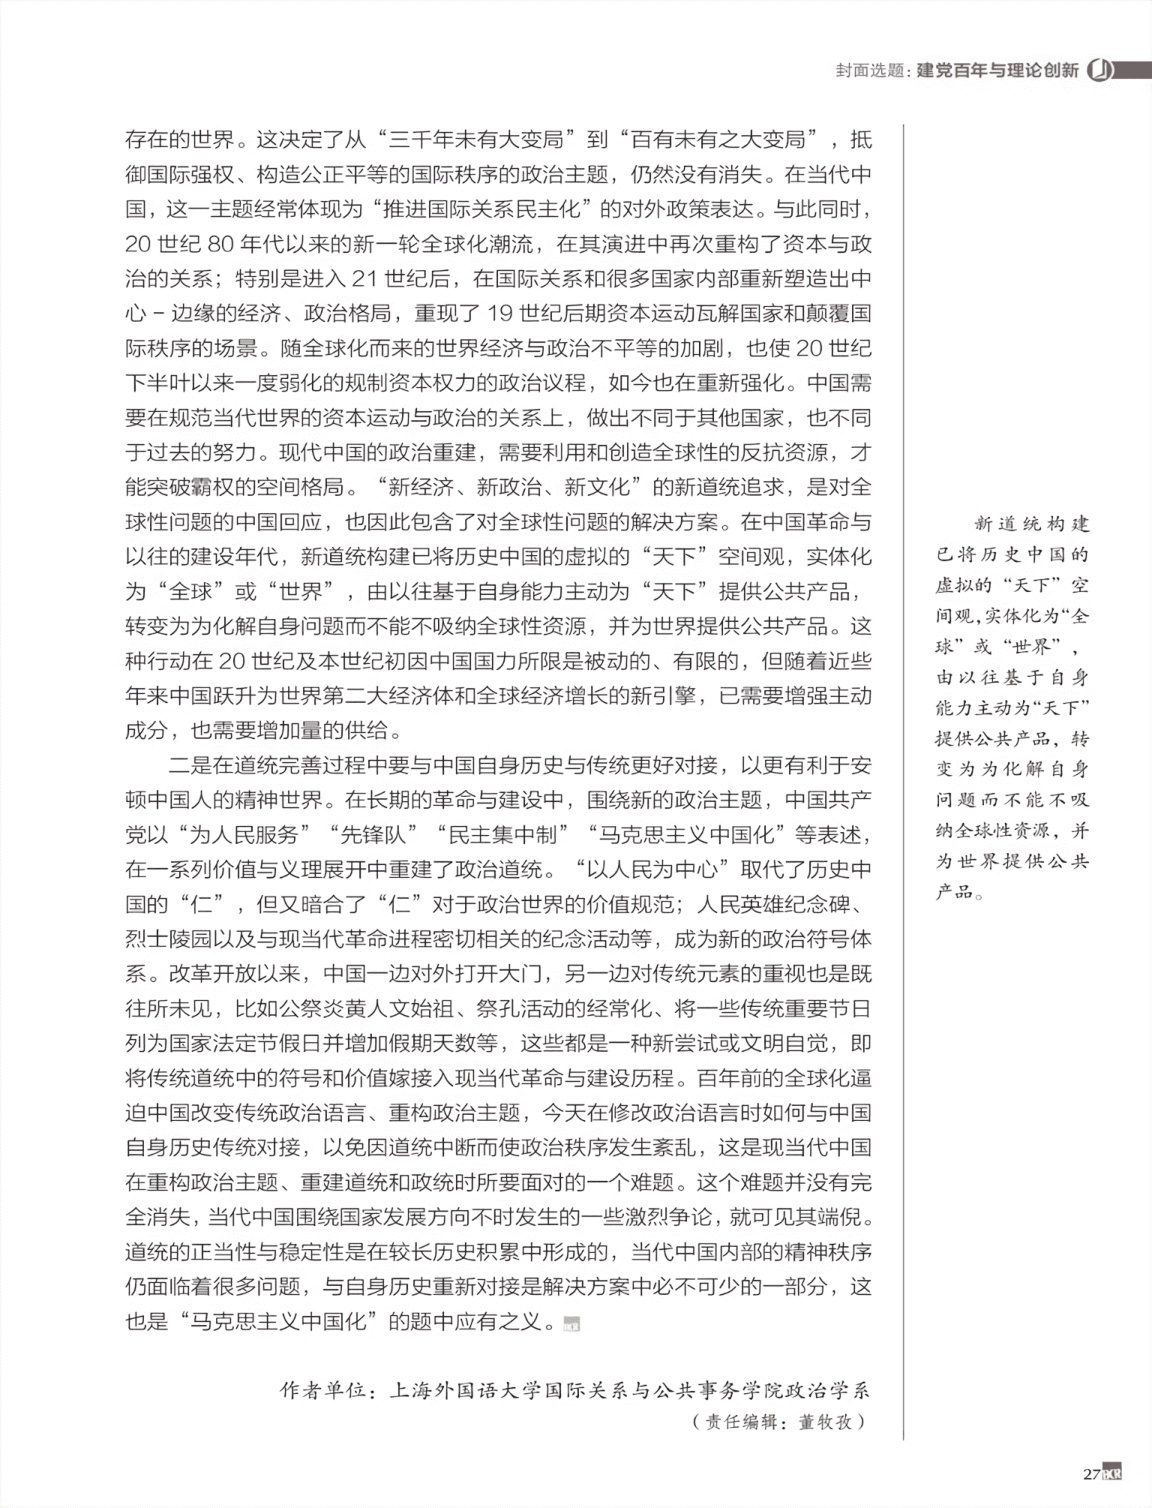 封面选题：建党百年与理论创新
存在的世界。这决定了从“三千年未有大变局”到“百有未有之大变局”，抵
御国际强权、构造公正平等的国际秩序的政治主题，仍然没有消失。在当代中
国，这一主题经常体现为“推进国际关系民主化”的对外政策表达。与此同时，
20 世纪 80 年代以来的新一轮全球化潮流，在其演进中再次重构了资本与政
治的关系；特别是进入 21 世纪后，在国际关系和很多国家内部重新塑造出中
心 – 边缘的经济、政治格局，重现了 19 世纪后期资本运动瓦解国家和颠覆国
际秩序的场景。随全球化而来的世界经济与政治不平等的加剧，也使 20 世纪
下半叶以来一度弱化的规制资本权力的政治议程，如今也在重新强化。中国需
要在规范当代世界的资本运动与政治的关系上，做出不同于其他国家，也不同
于过去的努力。现代中国的政治重建，需要利用和创造全球性的反抗资源，才
能突破霸权的空间格局。“新经济、新政治、新文化”的新道统追求，是对全
球性问题的中国回应，也因此包含了对全球性问题的解决方案。在中国革命与
以往的建设年代，新道统构建已将历史中国的虚拟的“天下”空间观，实体化
为“全球”或“世界”，由以往基于自身能力主动为“天下”提供公共产品，
转变为为化解自身问题而不能不吸纳全球性资源，并为世界提供公共产品。这
种行动在 20 世纪及本世纪初因中国国力所限是被动的、有限的，但随着近些
年来中国跃升为世界第二大经济体和全球经济增长的新引擎，已需要增强主动
成分，也需要增加量的供给。
二是在道统完善过程中要与中国自身历史与传统更好对接，以更有利于安
顿中国人的精神世界。在长期的革命与建设中，围绕新的政治主题，中国共产
党以“为人民服务”“先锋队”“民主集中制”“马克思主义中国化”等表述，
在一系列价值与义理展开中重建了政治道统。“以人民为中心”取代了历史中
国的“仁”，但又暗合了“仁”对于政治世界的价值规范；人民英雄纪念碑、
烈士陵园以及与现当代革命进程密切相关的纪念活动等，成为新的政治符号体
系。改革开放以来，中国一边对外打开大门，另一边对传统元素的重视也是既
往所未见，比如公祭炎黄人文始祖、祭孔活动的经常化、将一些传统重要节日
列为国家法定节假日并增加假期天数等，这些都是一种新尝试或文明自觉，即
将传统道统中的符号和价值嫁接入现当代革命与建设历程。百年前的全球化逼
迫中国改变传统政治语言、重构政治主题，今天在修改政治语言时如何与中国
自身历史传统对接，以免因道统中断而使政治秩序发生紊乱，这是现当代中国
在重构政治主题、重建道统和政统时所要面对的一个难题。这个难题并没有完
全消失，当代中国围绕国家发展方向不时发生的一些激烈争论，就可见其端倪。
道统的正当性与稳定性是在较长历史积累中形成的，当代中国内部的精神秩序
仍面临着很多问题，与自身历史重新对接是解决方案中必不可少的一部分，这
也是“马克思主义中国化”的题中应有之义。
作者单位：上海外国语大学国际关系与公共事务学院政治学系
（责任编辑：董牧孜）
新道统构建
已将历史中国的
虚拟的“天下”空
间观，实体化为“全
球”或“世界”，
由以往基于自身
能力主动为“天下”
提供公共产品，转
变为为化解自身
问题而不能不吸
纳全球性资源，并
为世界提供公共
产品。
27